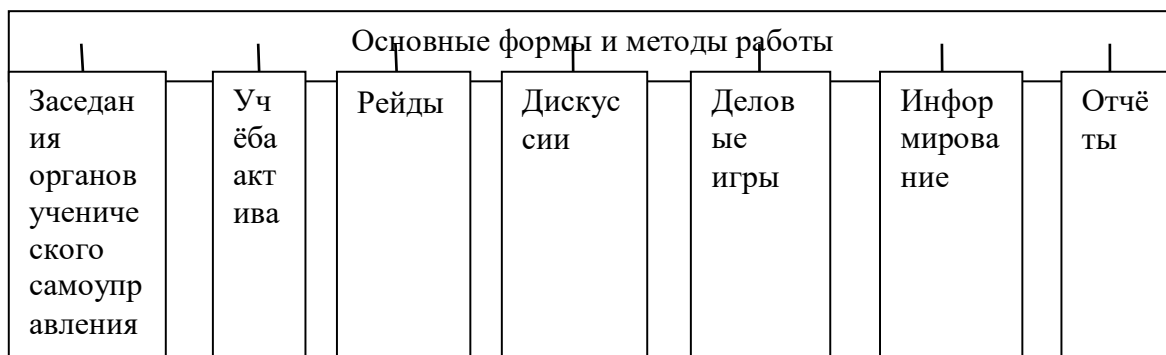 Основные формы и методы работы
Заседан
ия
органов
учениче
ского
самоупр
авления
Уч
ёба
акт
ива
Рейды
Дискус
сии
Делов
ые
игры
Инфор
мирова
ние
Отчё
ты